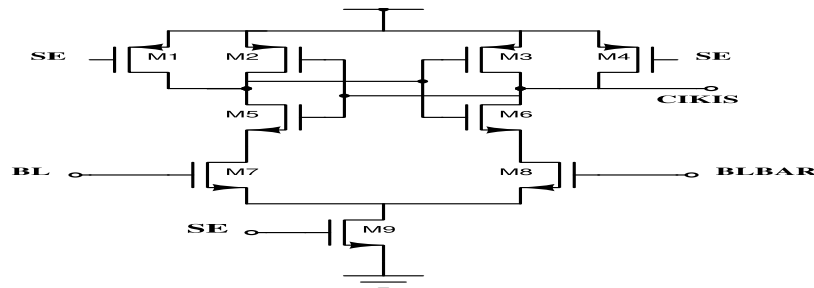 SE M1 M2 M3 M4 SE
CIKIS
M5 M6
BL M7 M8 BLBAR
SE M9